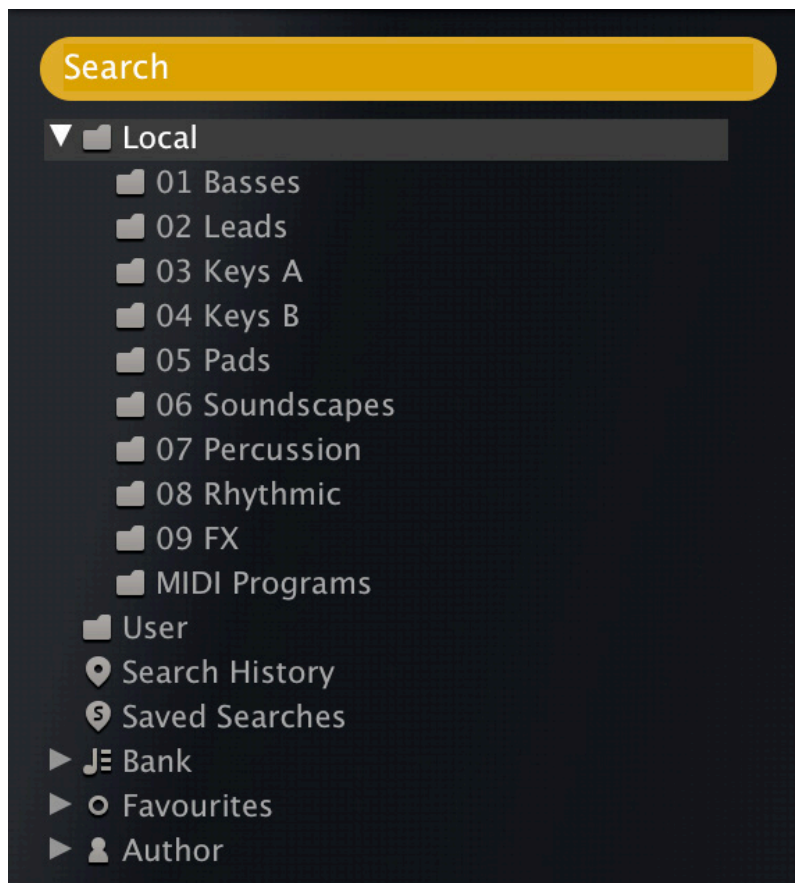 Search
Local
01 Basses
02 Leads
03 Keys A
04 Keys B
05 Pads
06 Soundscapes
07 Percussion
08 Rhythmic
09 FX
MIDI Programs
User
Search History
S Saved Searches
Bank
Favourites
Author